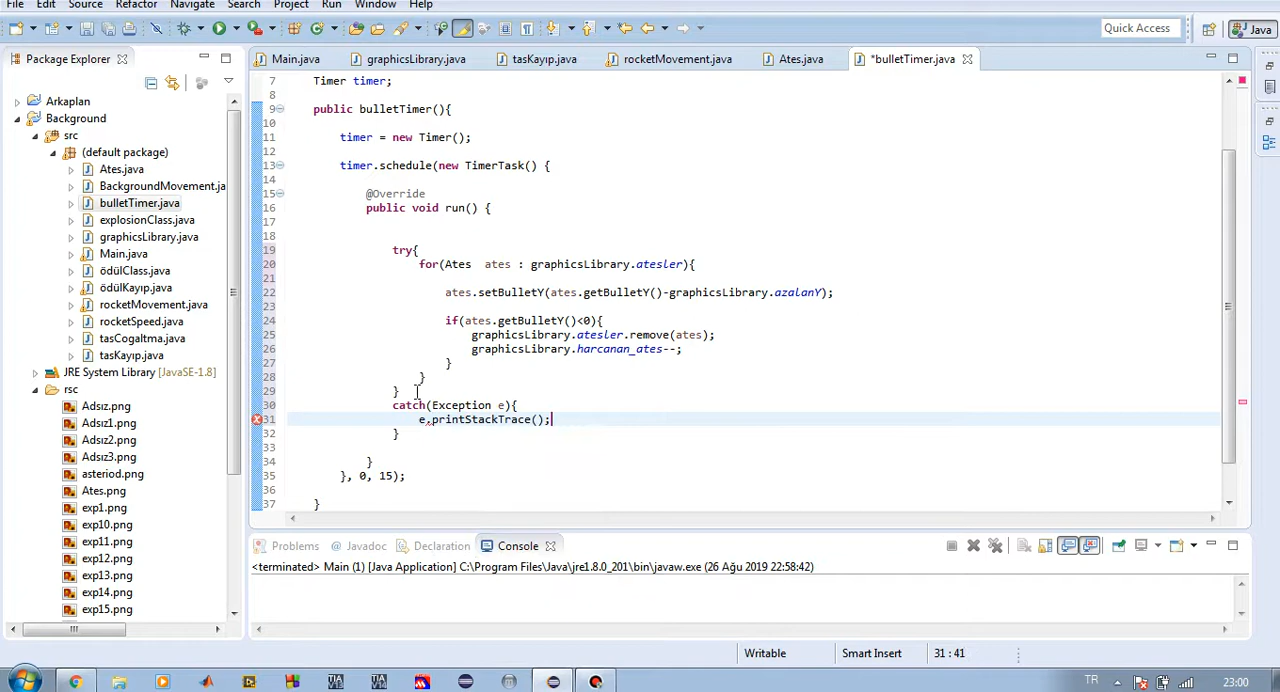 File Edit Source Refactor Navigate Search Project Run Window Help
Quick Access
Java
Package Explorer
Main.java graphicsLibrary.java tasKayıp.java rocketMovement.java Ates.java *bulletTimer.java
Arkaplan
Background
src
(default package)
Ates.java
BackgroundMovement.ja
bulletTimer.java
explosionClass.java
graphicsLibrary.java
Main.java
ödülClass.java
ödülKayıp.java
rocketMovement.java
rocketSpeed.java
tasCogaltma.java
tasKayıp.java
JRE System Library [JavaSE-1.8]
rsc
Adsız.png
Adsız1.png
Adsız2.png
Adsız3.png
asteriod.png
Ates.png
exp1.png
exp10.png
exp11.png
exp12.png
exp13.png
exp14.png
exp15.png
7 Timer timer;
8
9 public bulletTimer(){
10
11 timer = new Timer();
12
13 timer.schedule(new TimerTask() {
14
15 @Override
16 public void run() {
17
18
19 try{
20 for(Ates ates : graphicsLibrary.atesler){
21
22 ates.setBulletY(ates.getBulletY()-graphicsLibrary.azalanY);
23
24 if(ates.getBulletY()<0){
25 graphicsLibrary.atesler.remove(ates);
26 graphicsLibrary.harcanan_ates--;
27 }
28 }
29 }
30 catch(Exception e){
31 e.printStackTrace();
32 }
33
34 }
35 }, 0, 15);
36
37 }
Problems Javadoc Declaration Console
<terminated> Main (1) [Java Application] C:\Program Files\Java\jre1.8.0_201\bin\javaw.exe (26 Ağu 2019 22:58:42)
Writable Smart Insert 31 : 41
TR 23:00